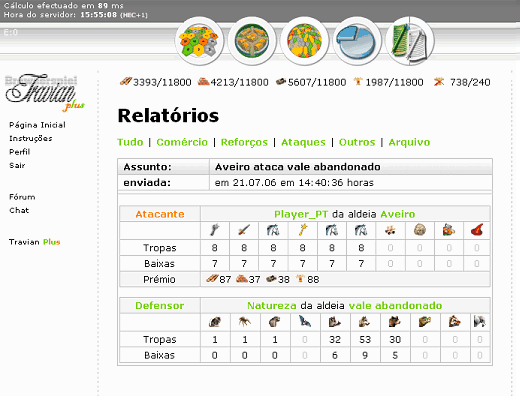 Cálculo efectuado em 89 ms
Hora do servidor: 15:55:08 (MEC+1)
E:0
3393/11800 4213/11800 5607/11800 1987/11800 738/240
Browserspiel
Travian
plus
Página Inicial
Instruções
Perfil
Sair
Fórum
Chat
Travian Plus
Relatórios
Tudo | Comércio | Reforços | Ataques | Outros | Arquivo
Assunto: Aveiro ataca vale abandonado
enviada: em 21.07.06 em 14:40:36 horas
Atacante Player_PT da aldeia Aveiro
Tropas 8 8 8 8 8 8 0 0 0 0
Baixas 7 7 7 7 7 7 0 0 0 0
Prémio 87 37 38 88
Defensor Natureza da aldeia vale abandonado
Tropas 1 1 1 0 32 53 30 0 0 0
Baixas 0 0 0 0 6 9 5 0 0 0